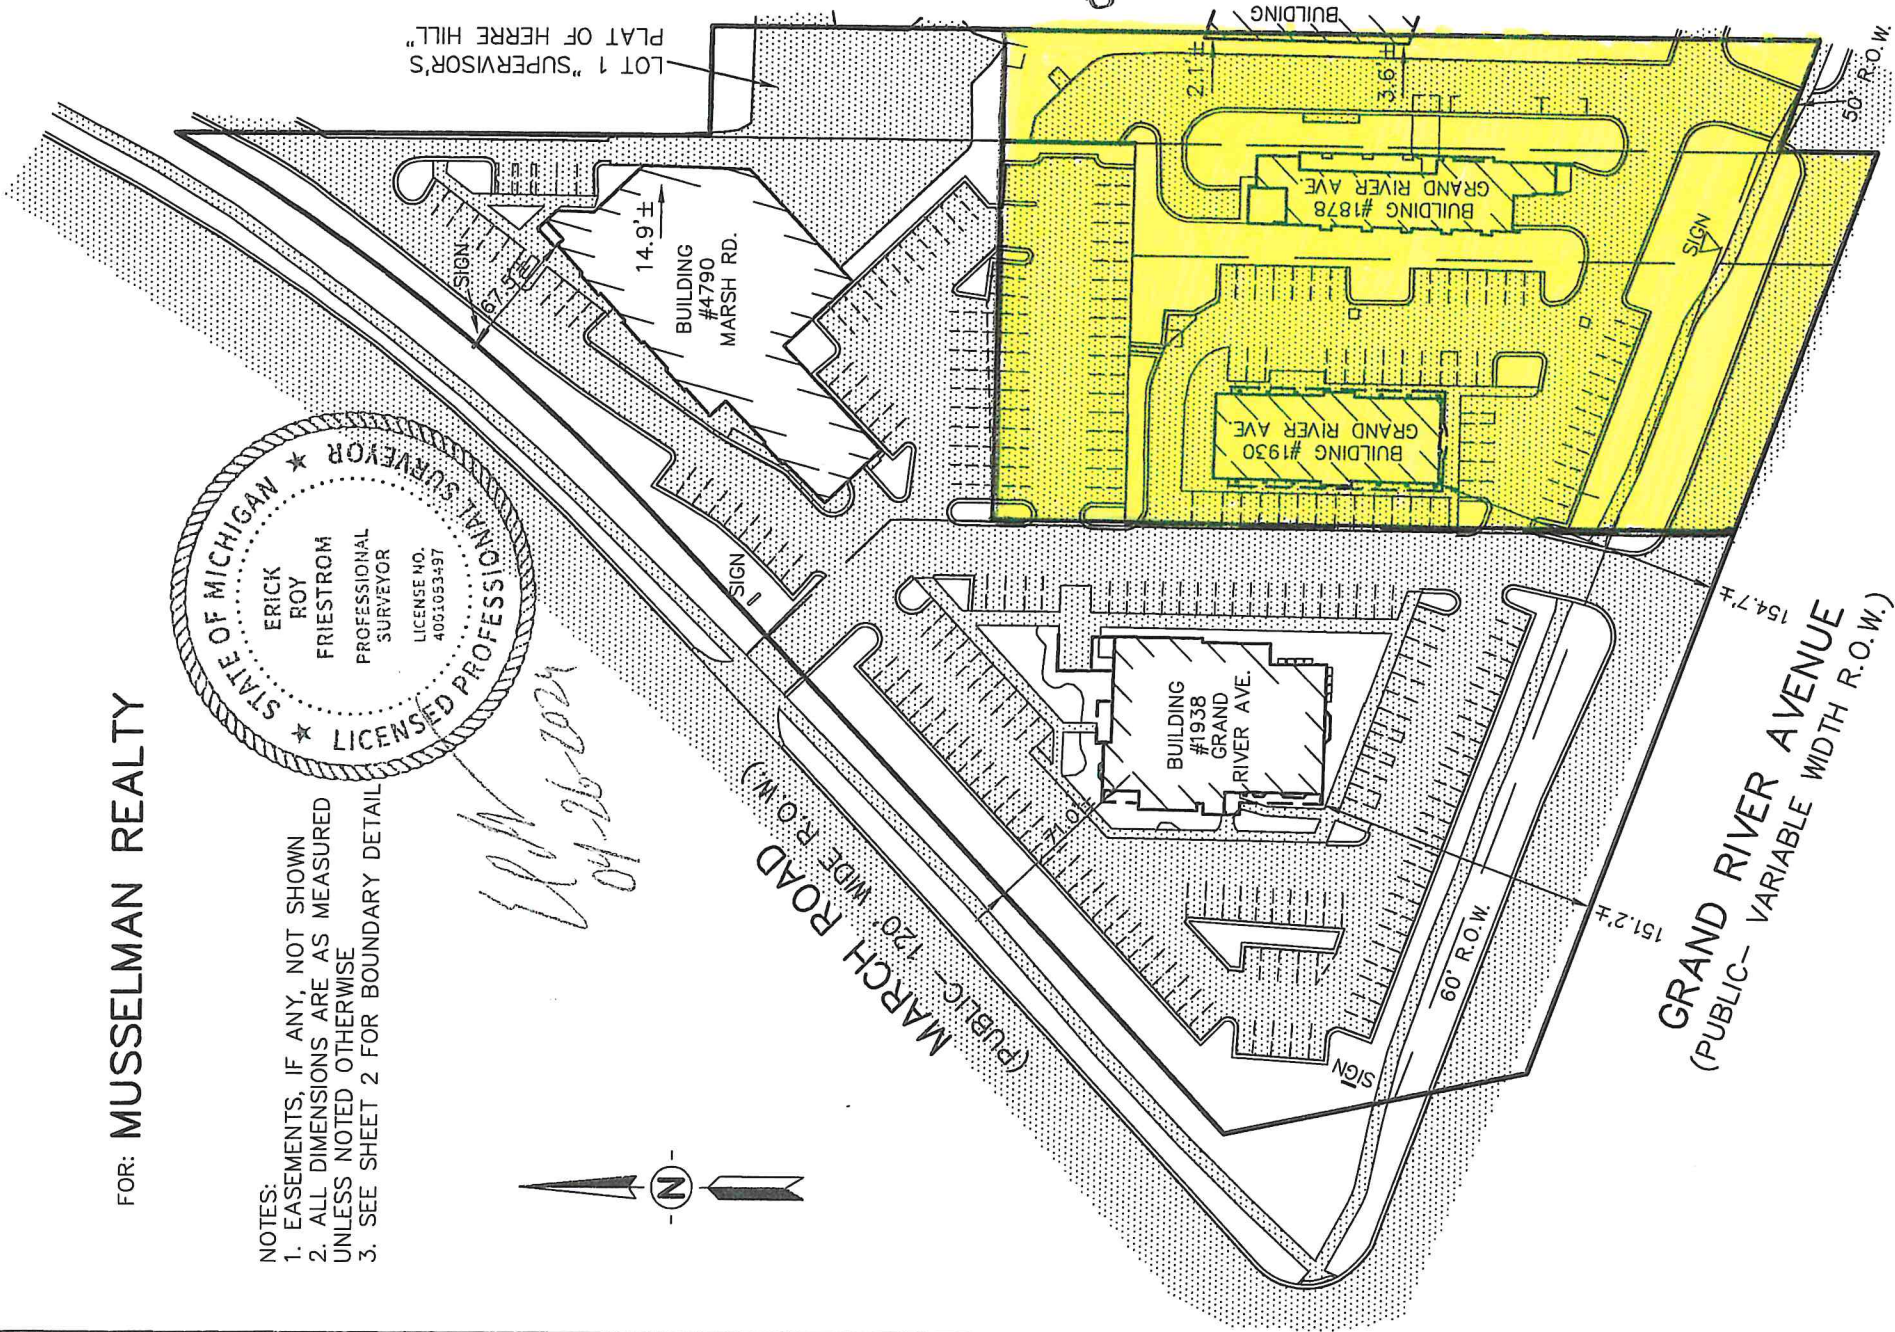 FOR: MUSSELMAN REALTY
NOTES:
1. EASEMENTS, IF ANY, NOT SHOWN
2. ALL DIMENSIONS ARE AS MEASURED
UNLESS NOTED OTHERWISE
3. SEE SHEET 2 FOR BOUNDARY DETAIL
STATE OF MICHIGAN
LICENSED PROFESSIONAL SURVEYOR
ERICK
ROY
FRIESTROM
PROFESSIONAL
SURVEYOR
LICENSE NO.
4001053497
04-26-2024
N
LOT 1 "SUPERVISOR'S
PLAT OF HERRE HILL"
SIGN
14.9'±
BUILDING
#4790
MARSH RD.
SIGN
BUILDING
2.1'±
3.6'±
BUILDING #1878
GRAND RIVER AVE.
BUILDING #1930
GRAND RIVER AVE.
SIGN
50' R.O.W.
BUILDING
#1938
GRAND
RIVER AVE.
71.0'±
154.7'±
151.2'±
60' R.O.W.
SIGN
MARCH ROAD
(PUBLIC- 120' WIDE R.O.W.)
GRAND RIVER AVENUE
(PUBLIC- VARIABLE WIDTH R.O.W.)